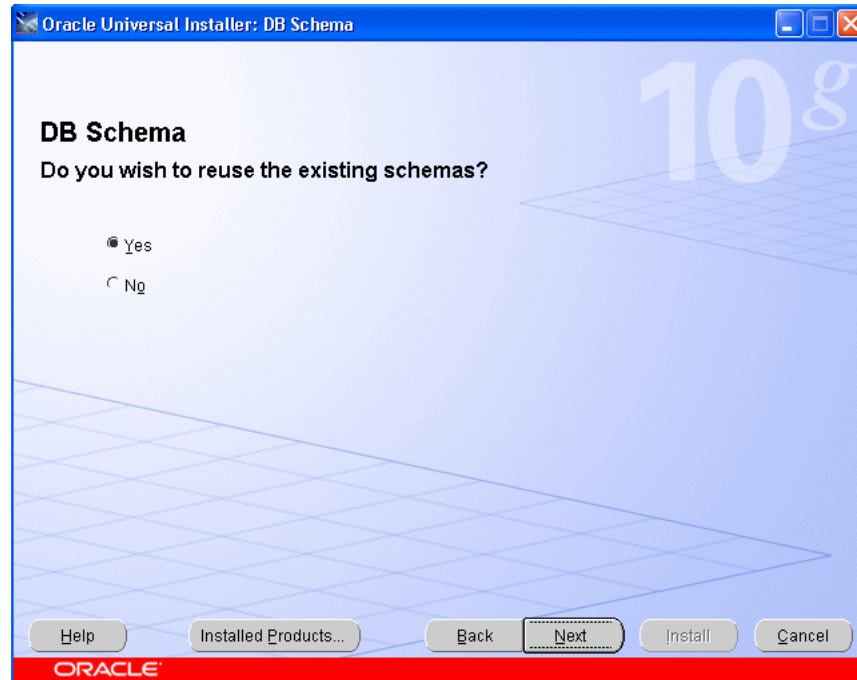 Oracle Universal Installer: DB Schema
10g
DB Schema
Do you wish to reuse the existing schemas?
Yes
No
Help Installed Products... Back Next Install Cancel
ORACLE